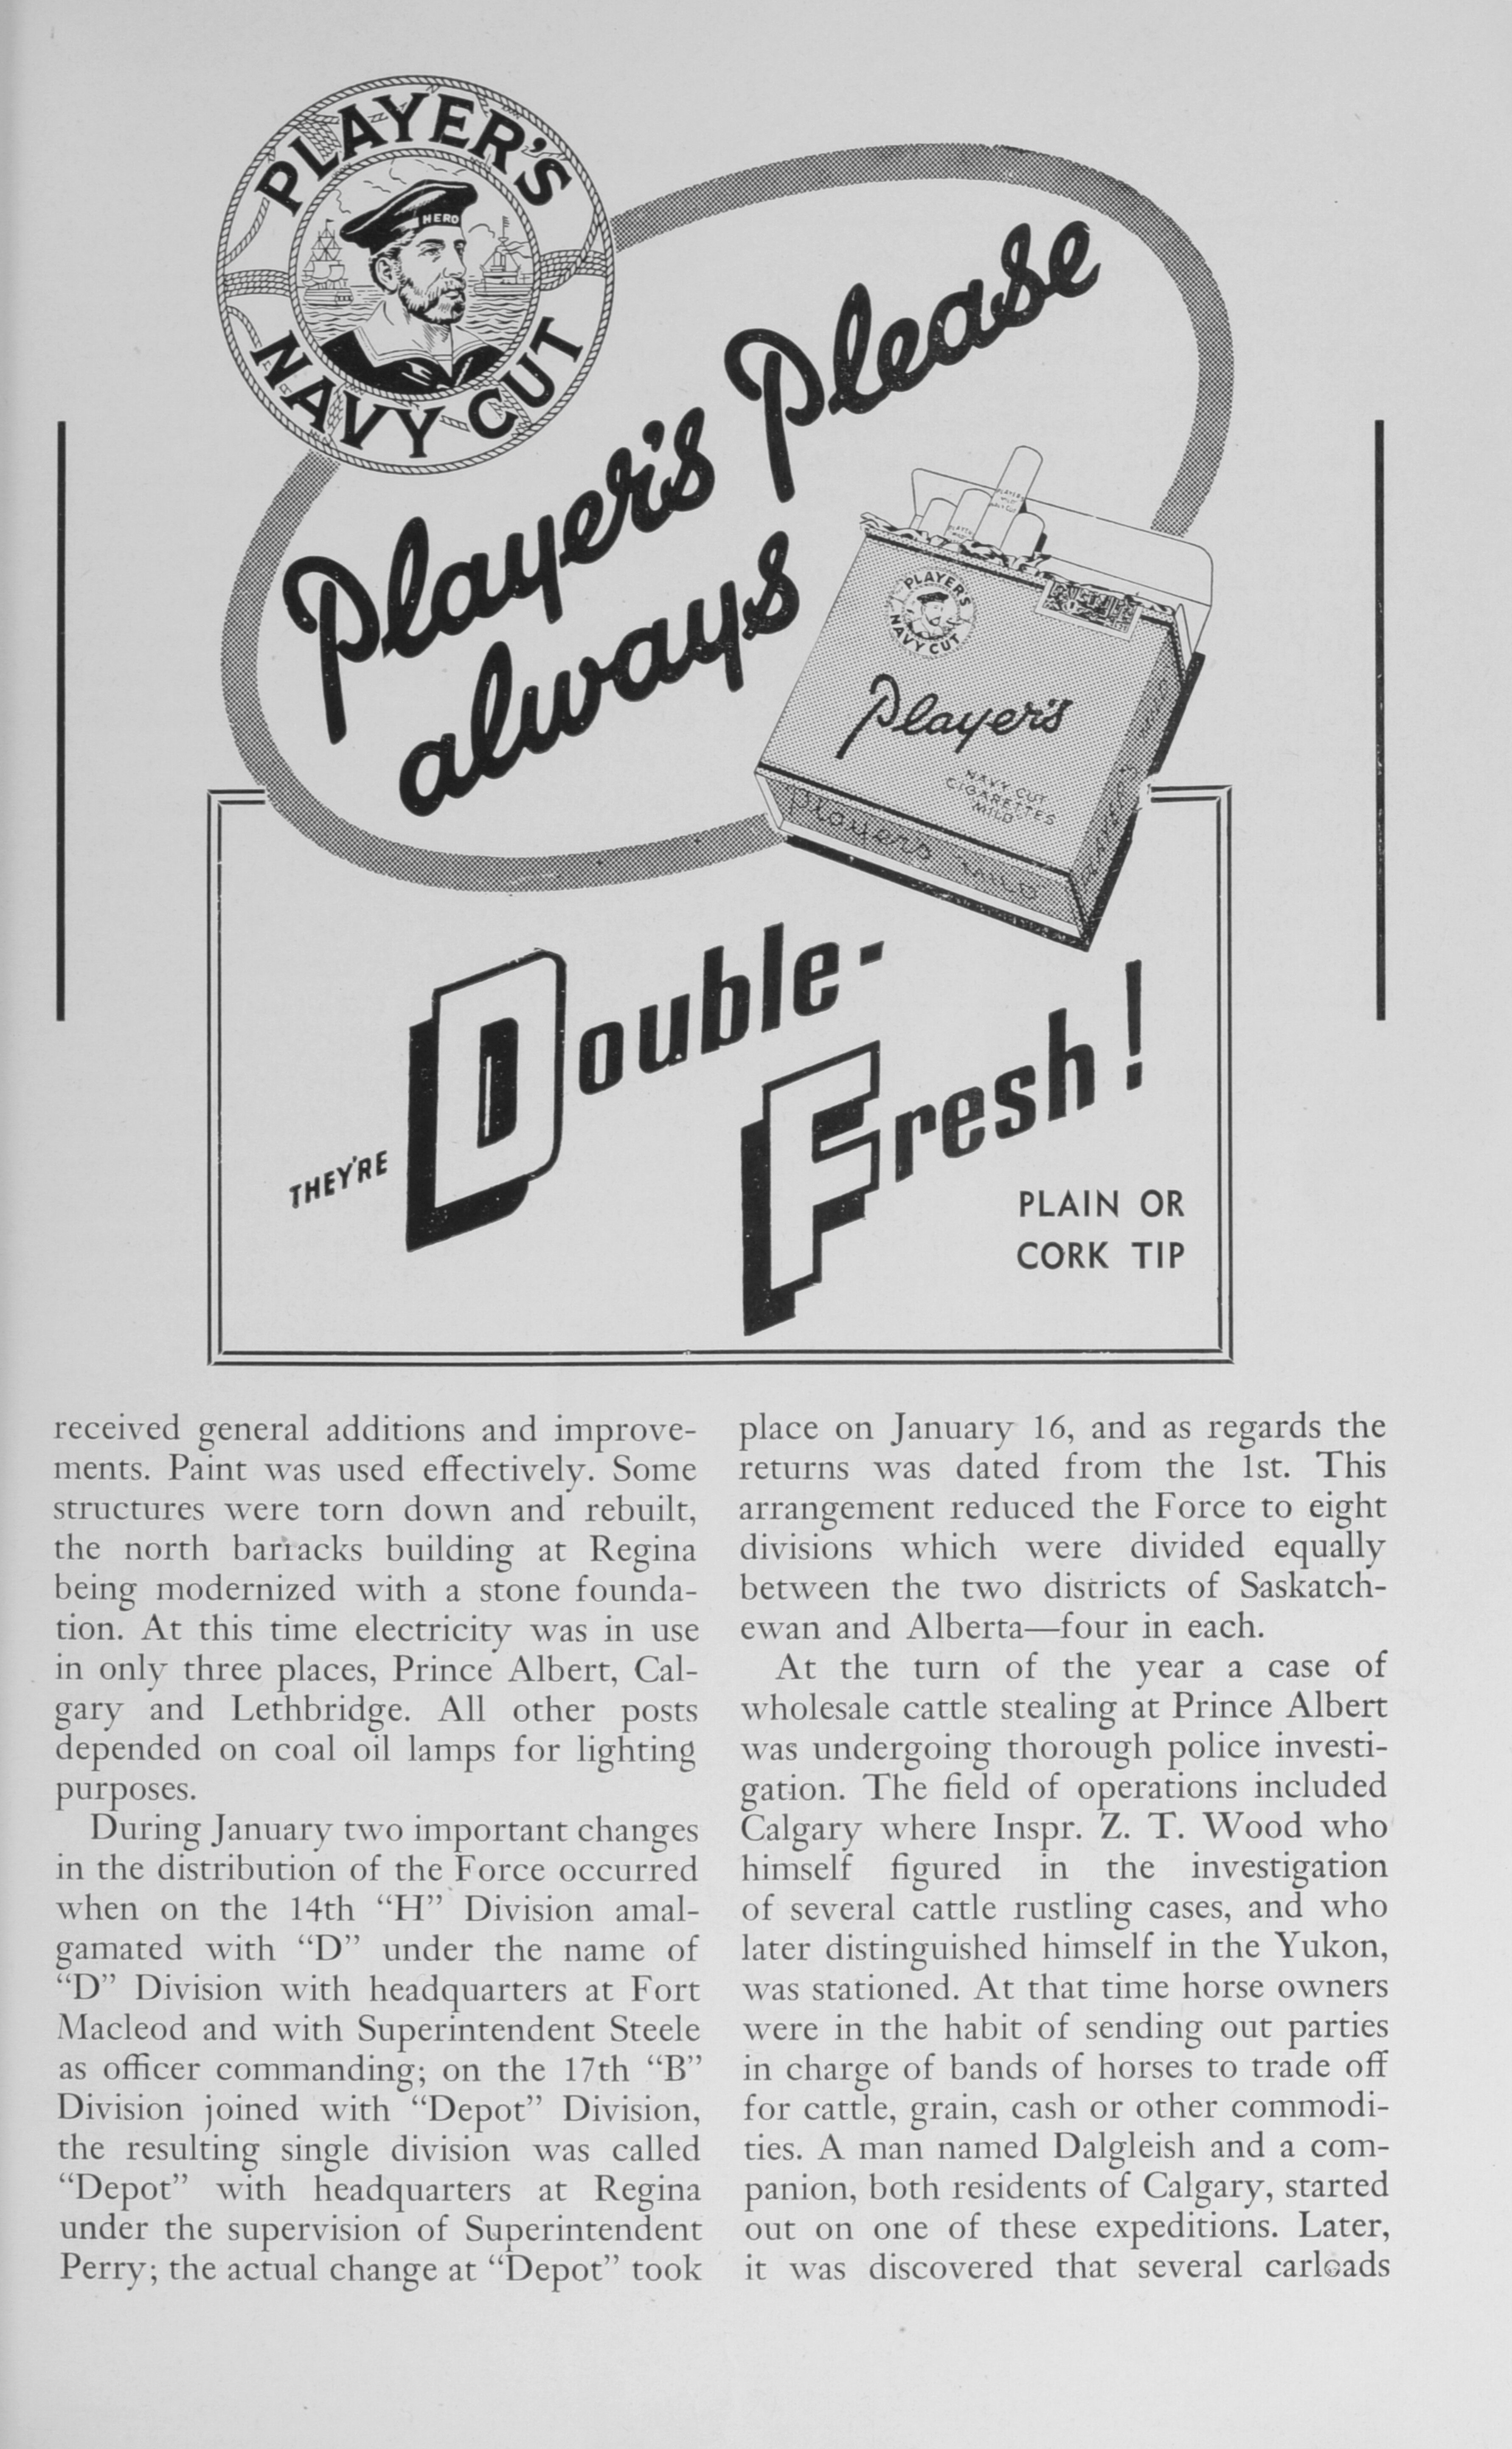 PLAYER'S
HERO
NAVY CUT
Player's Please
always
PLAYER'S
NAVY CUT
Player's
NAVY CUT
CIGARETTES
MILD
Player's MILD
PLAYER'S MILD
THEY'RE
Double-
Fresh!
PLAIN OR
CORK TIP
received general additions and improve-
ments. Paint was used effectively. Some
structures were torn down and rebuilt,
the north barracks building at Regina
being modernized with a stone founda-
tion. At this time electricity was in use
in only three places, Prince Albert, Cal-
gary and Lethbridge. All other posts
depended on coal oil lamps for lighting
purposes.
During January two important changes
in the distribution of the Force occurred
when on the 14th “H” Division amal-
gamated with “D” under the name of
“D” Division with headquarters at Fort
Macleod and with Superintendent Steele
as officer commanding; on the 17th “B”
Division joined with “Depot” Division,
the resulting single division was called
“Depot” with headquarters at Regina
under the supervision of Superintendent
Perry; the actual change at “Depot” took
place on January 16, and as regards the
returns was dated from the 1st. This
arrangement reduced the Force to eight
divisions which were divided equally
between the two districts of Saskatch-
ewan and Alberta—four in each.
At the turn of the year a case of
wholesale cattle stealing at Prince Albert
was undergoing thorough police investi-
gation. The field of operations included
Calgary where Inspr. Z. T. Wood who
himself figured in the investigation
of several cattle rustling cases, and who
later distinguished himself in the Yukon,
was stationed. At that time horse owners
were in the habit of sending out parties
in charge of bands of horses to trade off
for cattle, grain, cash or other commodi-
ties. A man named Dalgleish and a com-
panion, both residents of Calgary, started
out on one of these expeditions. Later,
it was discovered that several carloads